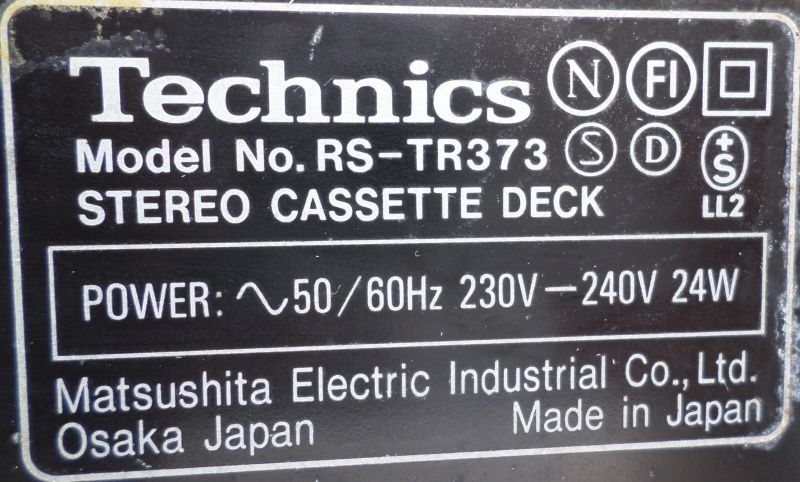 Technics N FI
Model No. RS-TR373 S D +S
STEREO CASSETTE DECK LL2
POWER: ∿50/60Hz 230V–240V 24W
Matsushita Electric Industrial Co., Ltd.
Osaka Japan Made in Japan